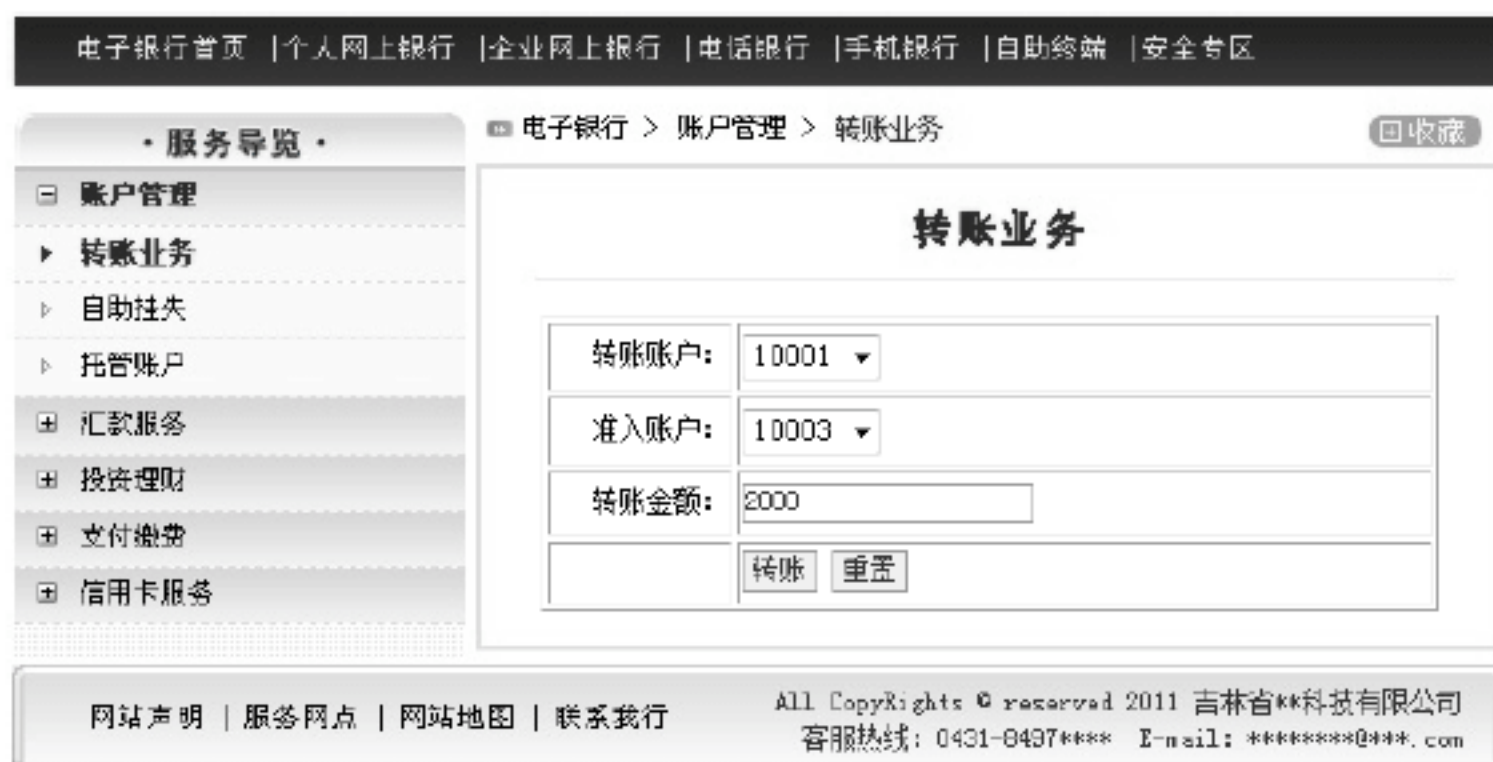 电子银行首页 |个人网上银行 |企业网上银行 |电话银行 |手机银行 |自助终端 |安全专区
·服务导览·
账户管理
转账业务
自助挂失
托管账户
汇款服务
投资理财
支付缴费
信用卡服务
电子银行 > 账户管理 > 转账业务
收藏
转账业务
转账账户: 10001
准入账户: 10003
转账金额: 2000
转账 重置
网站声明 | 服务网点 | 网站地图 | 联系我行
All CopyRights © reserved 2011 吉林省**科技有限公司
客服热线: 0431-8497**** E-mail: ********@***.com